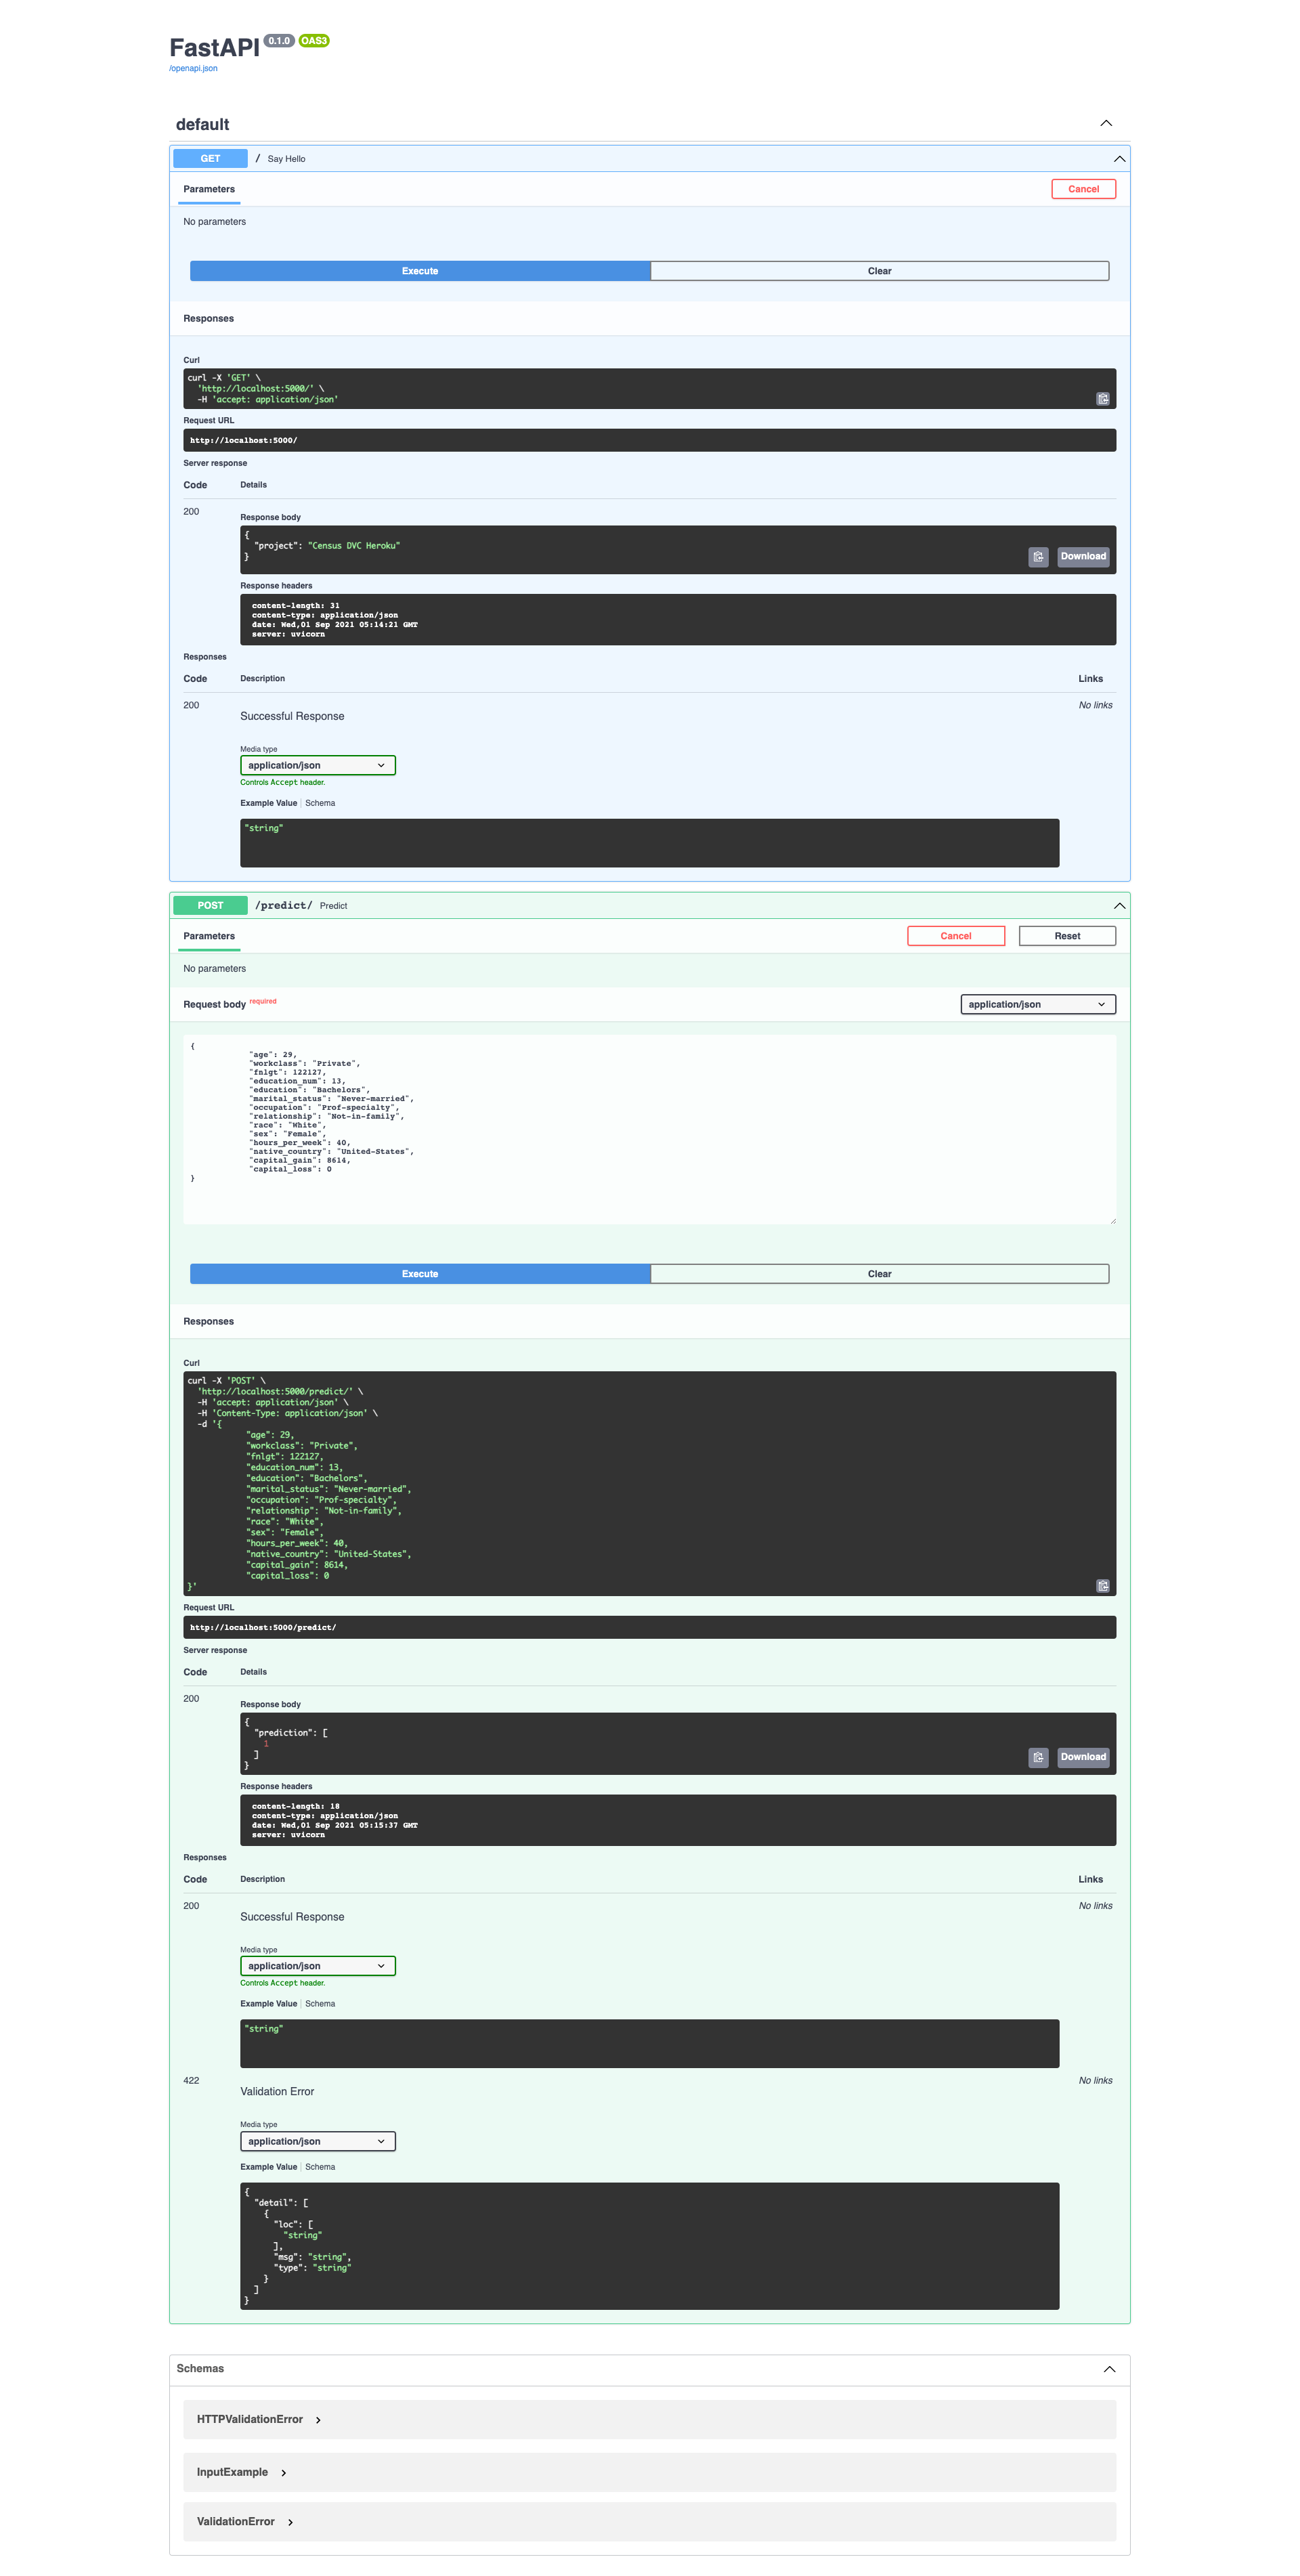 FastAPI 0.1.0 OAS3
/openapi.json
default
GET / Say Hello
Parameters Cancel
No parameters
Execute Clear
Responses
Curl
curl -X 'GET' \
  'http://localhost:5000/' \
  -H 'accept: application/json'
Request URL
http://localhost:5000/
Server response
Code Details
200
Response body
{
  "project": "Census DVC Heroku"
}
Download
Response headers
content-length: 31
content-type: application/json
date: Wed,01 Sep 2021 05:14:21 GMT
server: uvicorn
Responses
Code Description Links
200 No links
Successful Response
Media type
application/json
Controls Accept header.
Example Value Schema
"string"
POST /predict/ Predict
Parameters Cancel Reset
No parameters
Request body required application/json
{
"age": 29,
"workclass": "Private",
"fnlgt": 122127,
"education_num": 13,
"education": "Bachelors",
"marital_status": "Never-married",
"occupation": "Prof-specialty",
"relationship": "Not-in-family",
"race": "White",
"sex": "Female",
"hours_per_week": 40,
"native_country": "United-States",
"capital_gain": 8614,
"capital_loss": 0
}
Execute Clear
Responses
Curl
curl -X 'POST' \
  'http://localhost:5000/predict/' \
  -H 'accept: application/json' \
  -H 'Content-Type: application/json' \
  -d '{
"age": 29,
"workclass": "Private",
"fnlgt": 122127,
"education_num": 13,
"education": "Bachelors",
"marital_status": "Never-married",
"occupation": "Prof-specialty",
"relationship": "Not-in-family",
"race": "White",
"sex": "Female",
"hours_per_week": 40,
"native_country": "United-States",
"capital_gain": 8614,
"capital_loss": 0
}'
Request URL
http://localhost:5000/predict/
Server response
Code Details
200
Response body
{
  "prediction": [
    1
  ]
}
Download
Response headers
content-length: 18
content-type: application/json
date: Wed,01 Sep 2021 05:15:37 GMT
server: uvicorn
Responses
Code Description Links
200 No links
Successful Response
Media type
application/json
Controls Accept header.
Example Value Schema
"string"
422 No links
Validation Error
Media type
application/json
Example Value Schema
{
  "detail": [
    {
      "loc": [
        "string"
      ],
      "msg": "string",
      "type": "string"
    }
  ]
}
Schemas
HTTPValidationError
InputExample
ValidationError